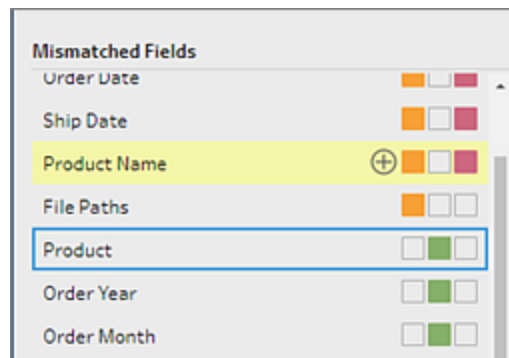 Mismatched Fields
Order Date
Ship Date
Product Name
File Paths
Product
Order Year
Order Month